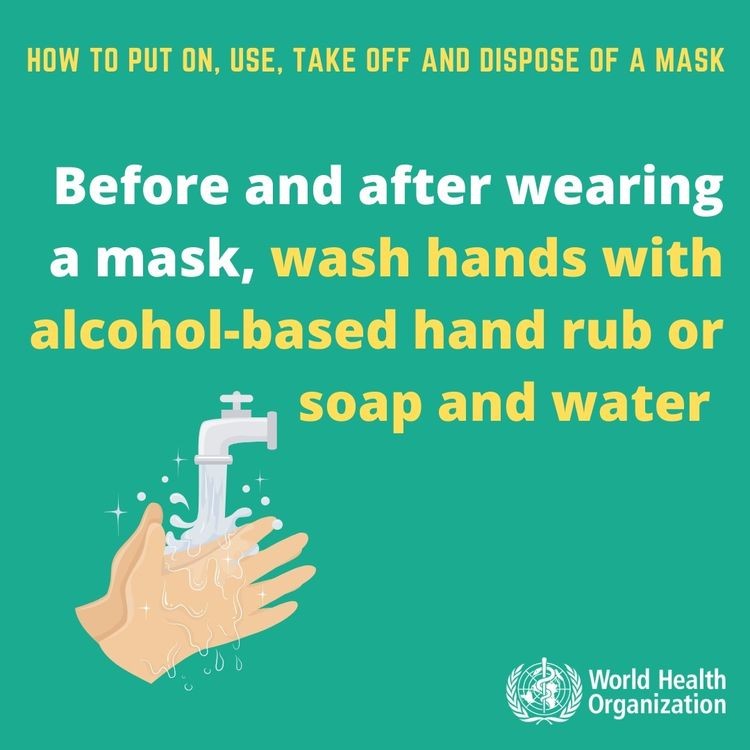 HOW TO PUT ON, USE, TAKE OFF AND DISPOSE OF A MASK
Before and after wearing
a mask, wash hands with
alcohol-based hand rub or
soap and water
World Health
Organization